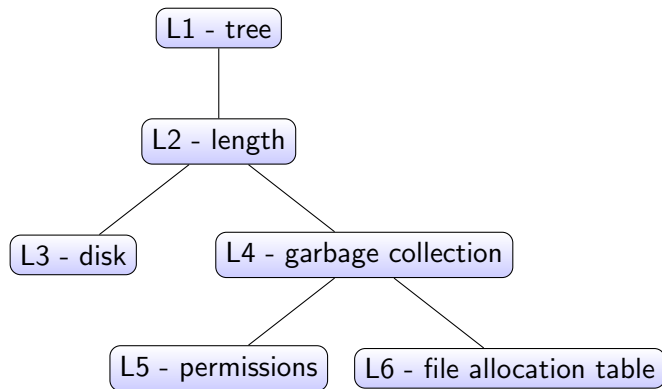 L1 - tree
L2 - length
L3 - disk
L4 - garbage collection
L5 - permissions
L6 - file allocation table